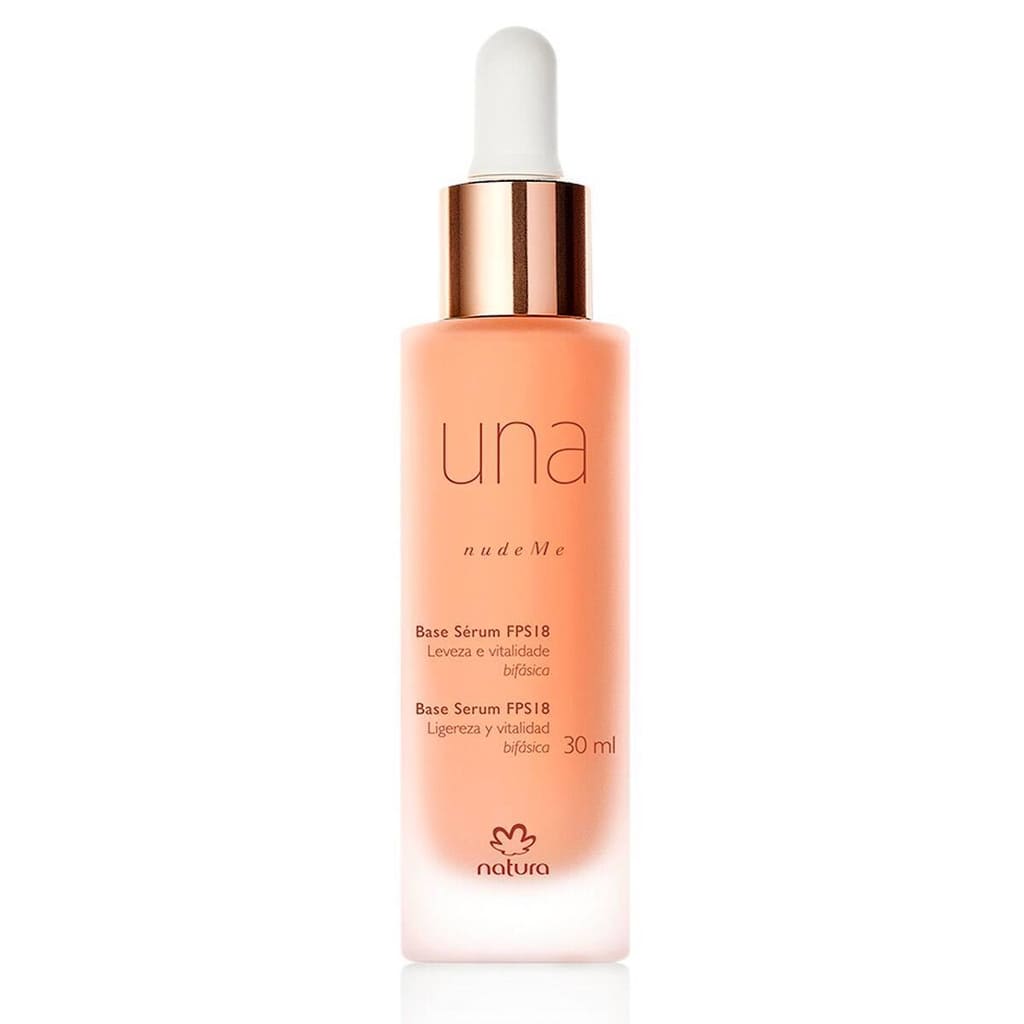 una
nudeMe
Base Sérum FPS18
Leveza e vitalidade
bifásica
Base Serum FPS18
Ligereza y vitalidad
bifásica 30 ml
natura